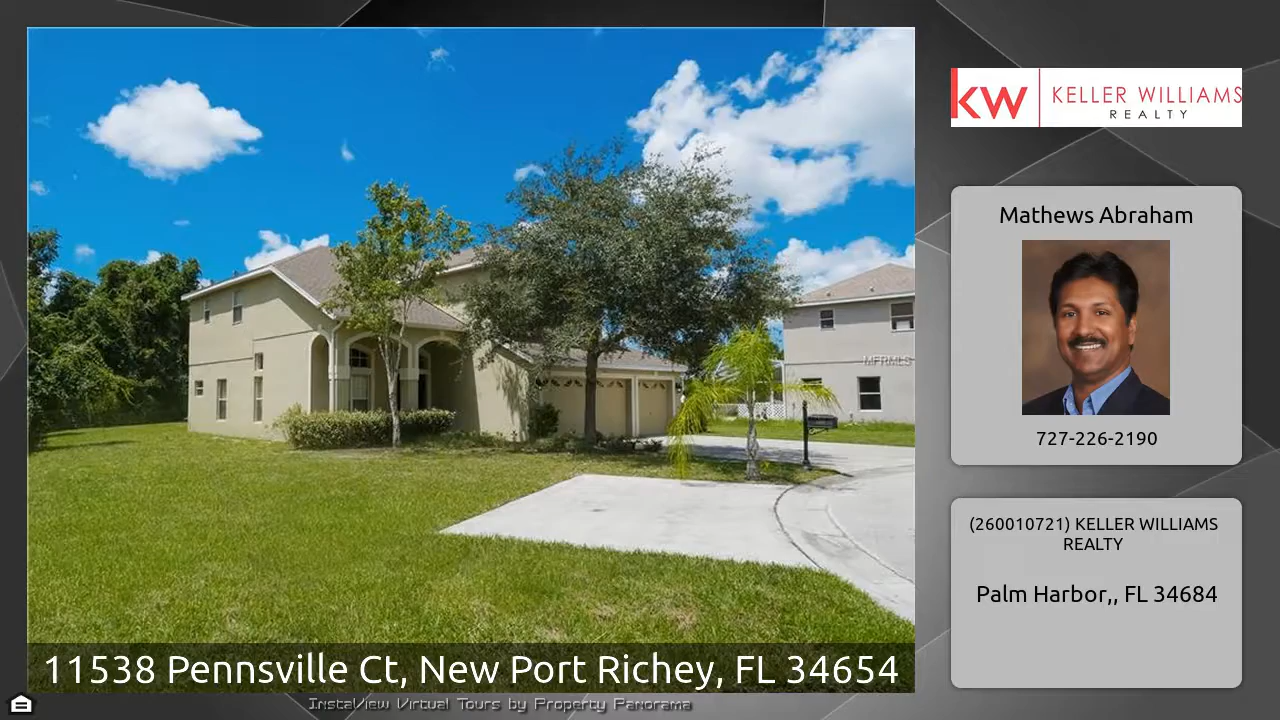 kw KELLER WILLIAMS
REALTY
Mathews Abraham
727-226-2190
(260010721) KELLER WILLIAMS
REALTY
Palm Harbor,, FL 34684
MFRMLS
11538 Pennsville Ct, New Port Richey, FL 34654
InstaView Virtual Tours by Property Panorama